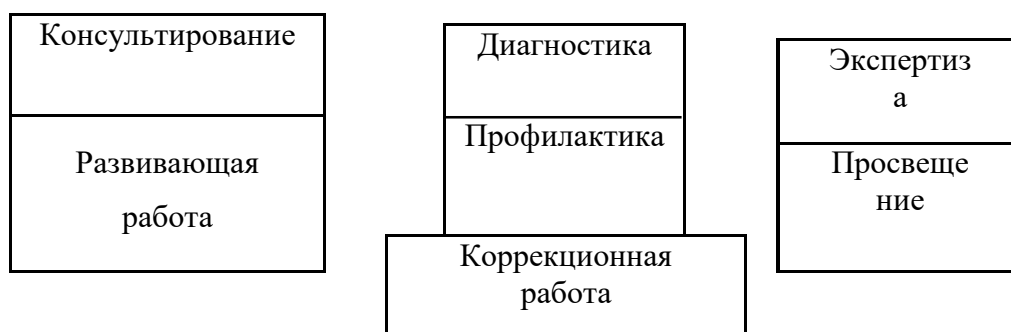 Консультирование
Развивающая
работа
Диагностика
Профилактика
Коррекционная
работа
Экспертиз
а
Просвеще
ние